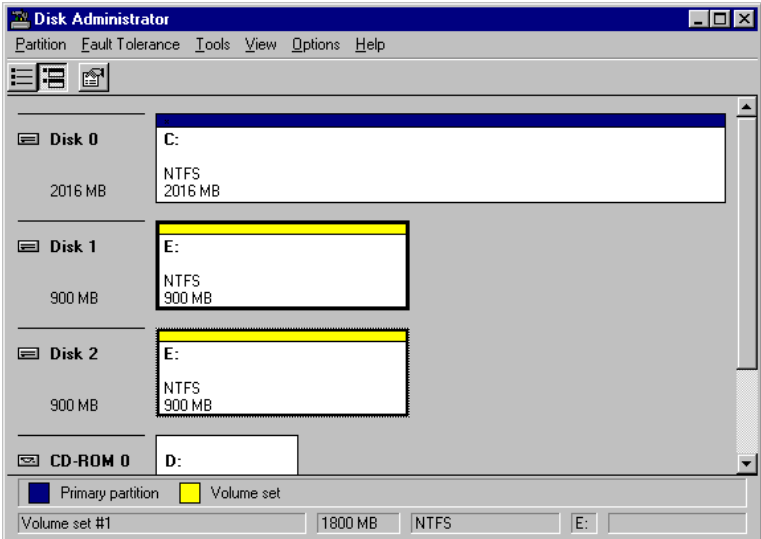 Disk Administrator
Partition Fault Tolerance Tools View Options Help
Disk 0
2016 MB
C:
NTFS
2016 MB
Disk 1
900 MB
E:
NTFS
900 MB
Disk 2
900 MB
E:
NTFS
900 MB
CD-ROM 0
D:
Primary partition Volume set
Volume set #1 1800 MB NTFS E: